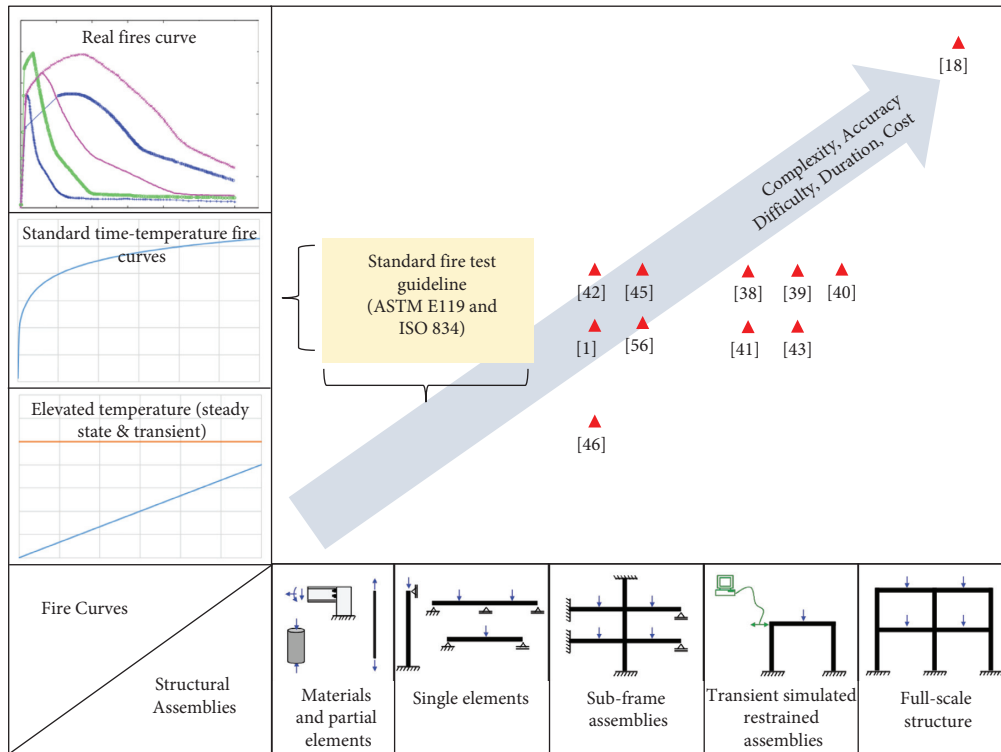 Real fires curve
[18]
Complexity, Accuracy
Difficulty, Duration, Cost
Standard time-temperature fire
curves
Standard fire test
guideline
(ASTM E119 and
ISO 834)
[42]
[45]
[38]
[39]
[40]
[1]
[56]
[41]
[43]
Elevated temperature (steady
state & transient)
[46]
Fire Curves
Structural
Assemblies
Materials
and partial
elements
Single elements
Sub-frame
assemblies
Transient simulated
restrained
assemblies
Full-scale
structure